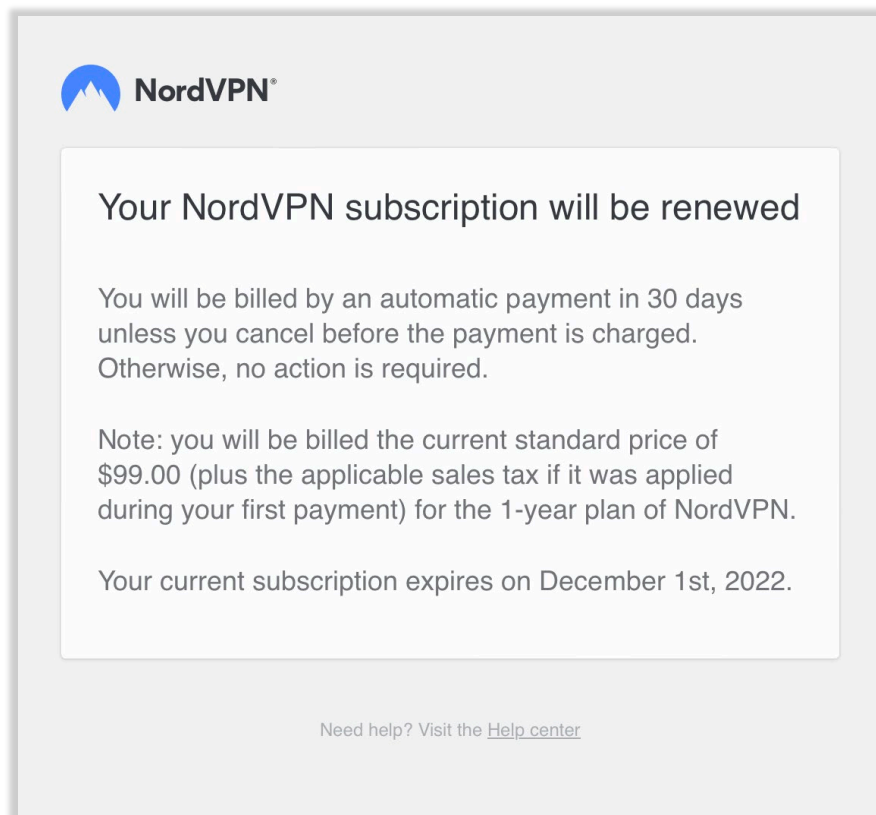 NordVPN®
Your NordVPN subscription will be renewed
You will be billed by an automatic payment in 30 days
unless you cancel before the payment is charged.
Otherwise, no action is required.
Note: you will be billed the current standard price of
$99.00 (plus the applicable sales tax if it was applied
during your first payment) for the 1-year plan of NordVPN.
Your current subscription expires on December 1st, 2022.
Need help? Visit the Help center